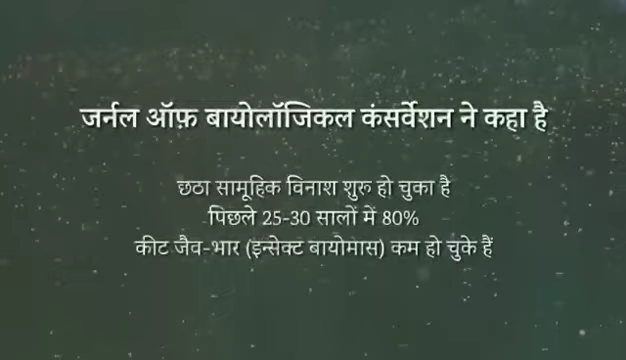 जर्नल ऑफ़ बायोलॉजिकल कंसर्वेशन ने कहा है
छठा सामूहिक विनाश शुरू हो चुका है
पिछले 25-30 सालों में 80%
कीट जैव-भार (इन्सेक्ट बायोमास) कम हो चुके हैं